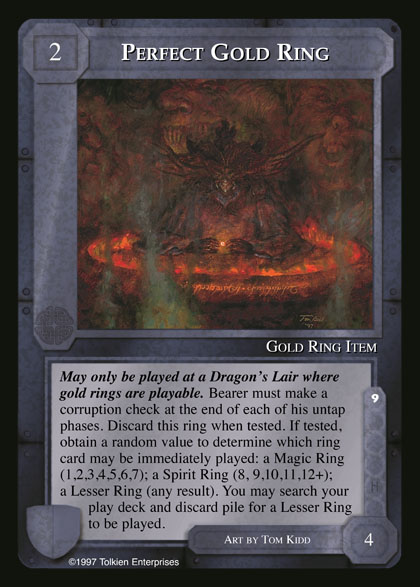 2
PERFECT GOLD RING
GOLD RING ITEM
May only be played at a Dragon's Lair where
gold rings are playable. Bearer must make a
corruption check at the end of each of his untap
phases. Discard this ring when tested. If tested,
obtain a random value to determine which ring
card may be immediately played: a Magic Ring
(1,2,3,4,5,6,7); a Spirit Ring (8, 9,10,11,12+);
a Lesser Ring (any result). You may search your
play deck and discard pile for a Lesser Ring
to be played.
9
ART BY TOM KIDD
4
©1997 Tolkien Enterprises